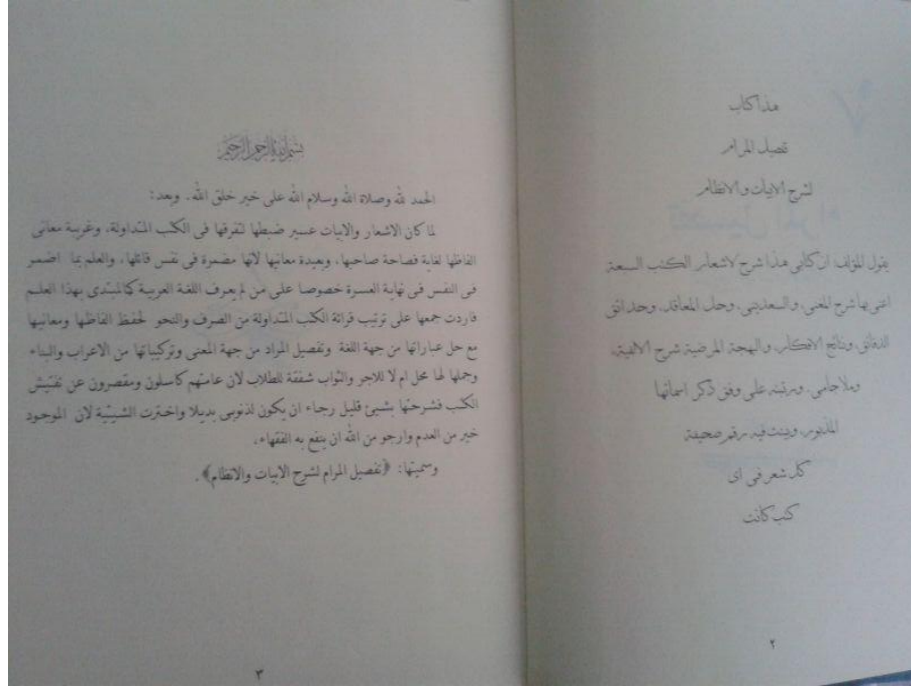 هذا كتاب
تفصيل المرام
لشرح الابيات والانظام
يقول المؤلف: ان كتابى هذا شرح لاشعار الكتب السبعة
اعنى بها شرح المغنى، والسعدينى، وحل المعاقد، وحدائق
الدقائق، ونتائج الافكار، والبهجة المرضية شرح الالفية،
وملاجامى. ورتبته على وفق ذكر اسمائها
المذبور، وبينت فيه رقم صحيفة
كل شعر فى اى
كتب كانت
٢
بسم الله الرحمن الرحيم
الحمد لله وصلاة الله وسلام الله على خير خلق الله. وبعد:
لما كان الاشعار والابيات عسير ضبطها لتفرقها فى الكتب المتداولة، وغريبة معانى
الفاظها لغاية فصاحة صاحبها، وبعيدة معانيها لانها مضمرة فى نفس قائلها، والعلم بما اضمر
فى النفس فى نهاية العسرة خصوصا على من لم يعرف اللغة العربية كالمبتدى بهذا العلم
فاردت جمعها على ترتيب قرائة الكتب المتداولة من الصرف والنحو لحفظ الفاظها ومعانيها
مع حل عباراتها من جهة اللغة وتفصيل المراد من جهة المعنى وتركيباتها من الاعراب والبناء
وجملها لها محل ام لا للاجر والثواب شفقة للطلاب لان عامتهم كاسلون ومقصرون عن تفتيش
الكتب فشرحتها بشيئ قليل رجاء ان يكون لذنوبى بديلا واخترت الشيئية لان الموجود
خير من العدم وارجو من الله ان ينفع به الفقهاء.
وسميتها: ﴿تفصيل المرام لشرح الابيات والانظام﴾.
٣